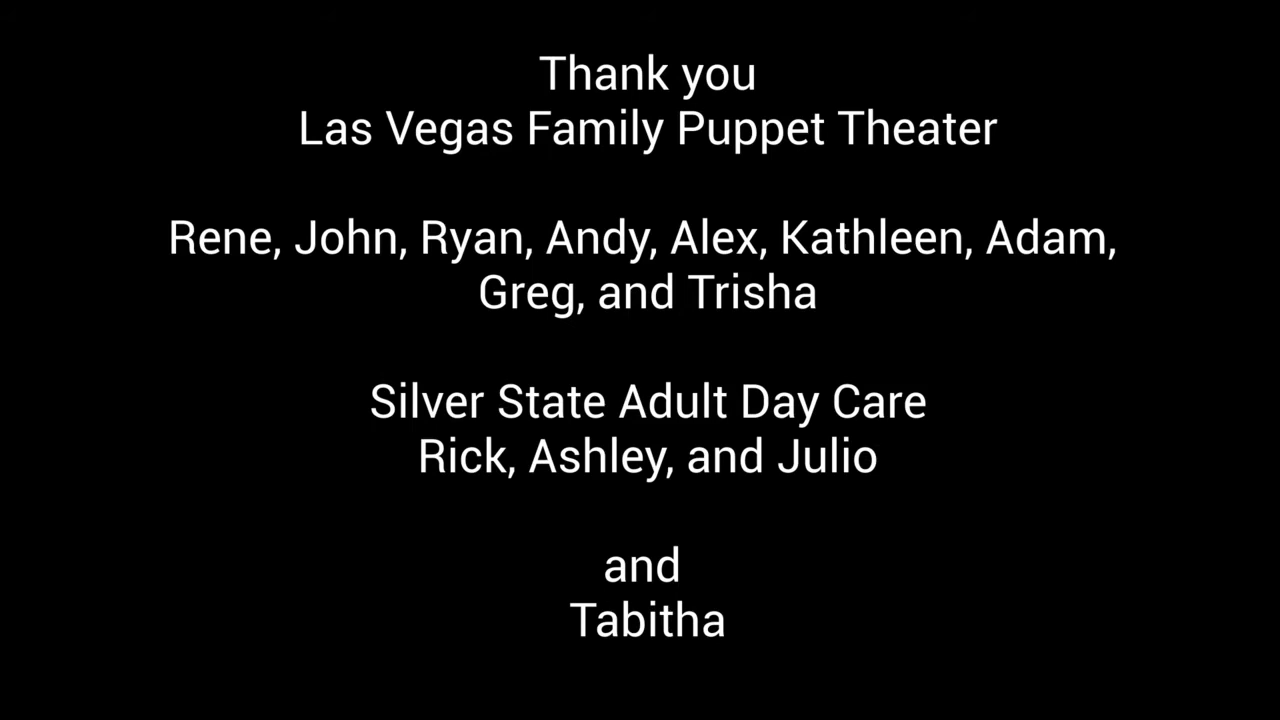 Thank you
Las Vegas Family Puppet Theater
Rene, John, Ryan, Andy, Alex, Kathleen, Adam,
Greg, and Trisha
Silver State Adult Day Care
Rick, Ashley, and Julio
and
Tabitha